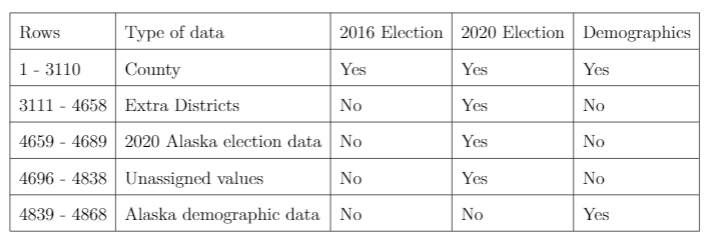 Rows Type of data 2016 Election 2020 Election Demographics
1 - 3110 County Yes Yes Yes
3111 - 4658 Extra Districts No Yes No
4659 - 4689 2020 Alaska election data No Yes No
4696 - 4838 Unassigned values No Yes No
4839 - 4868 Alaska demographic data No No Yes